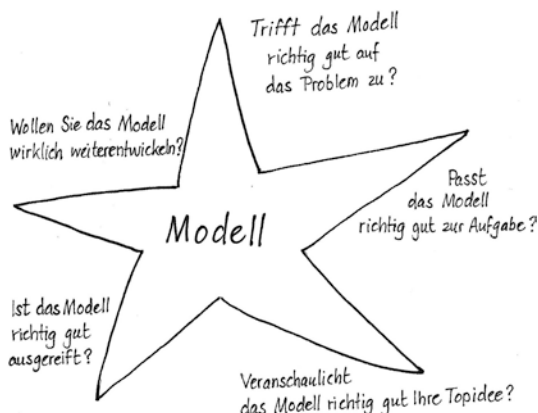 Trifft das Modell
richtig gut auf
das Problem zu?
Wollen Sie das Modell
wirklich weiterentwickeln?
Passt
das Modell
richtig gut zur Aufgabe?
Modell
Ist das Modell
richtig gut
ausgereift?
Veranschaulicht
das Modell richtig gut Ihre Topidee?